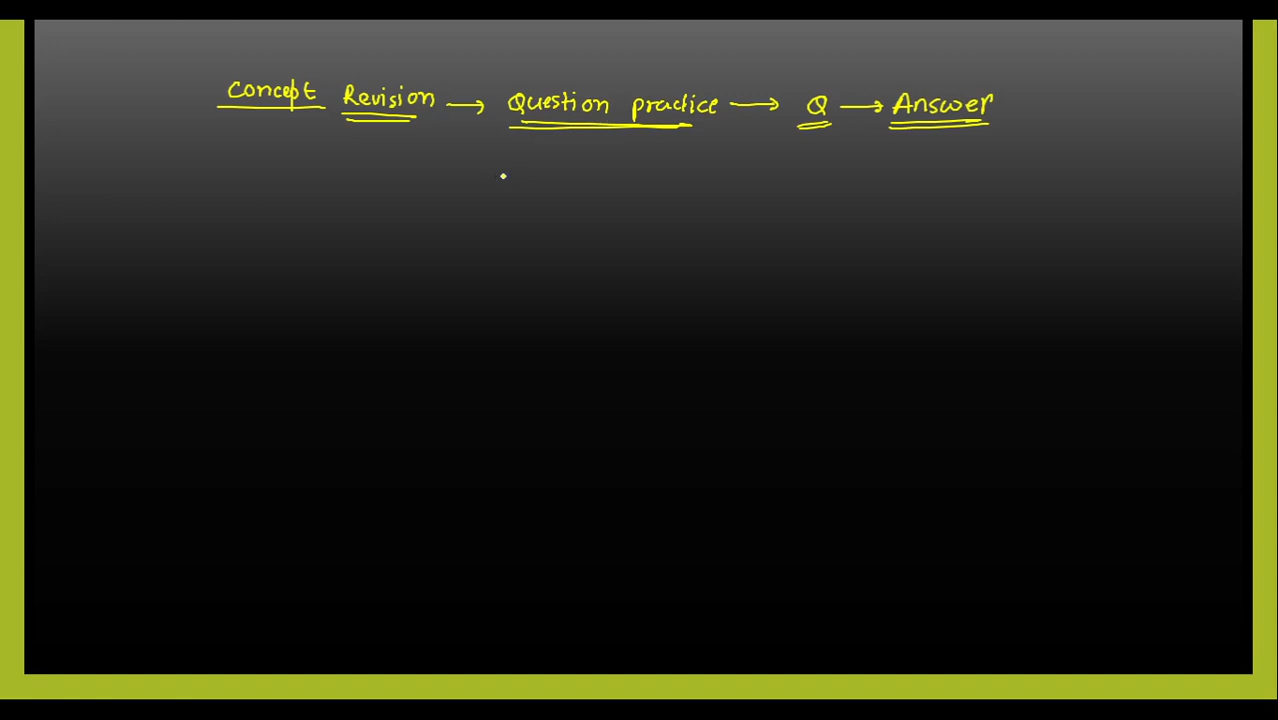 Concept Revision → Question practice → Q → Answer